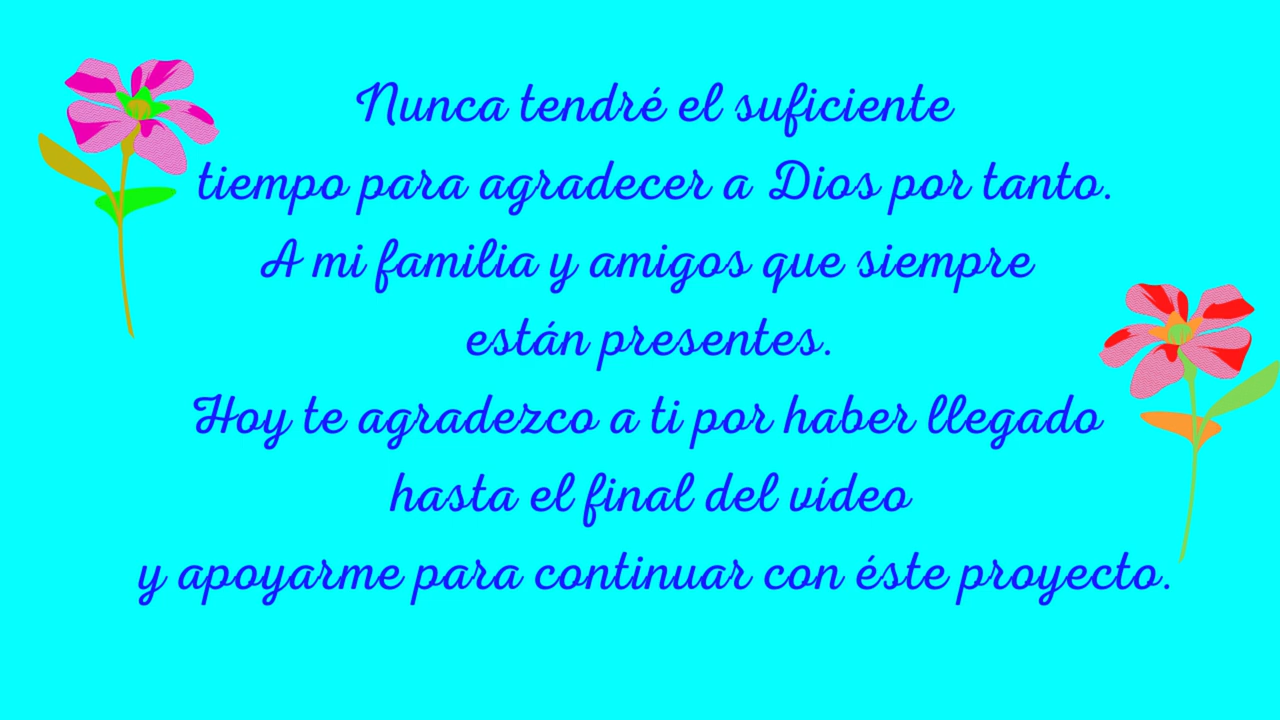 Nunca tendré el suficiente
tiempo para agradecer a Dios por tanto.
A mi familia y amigos que siempre
están presentes.
Hoy te agradezco a ti por haber llegado
hasta el final del vídeo
y apoyarme para continuar con éste proyecto.